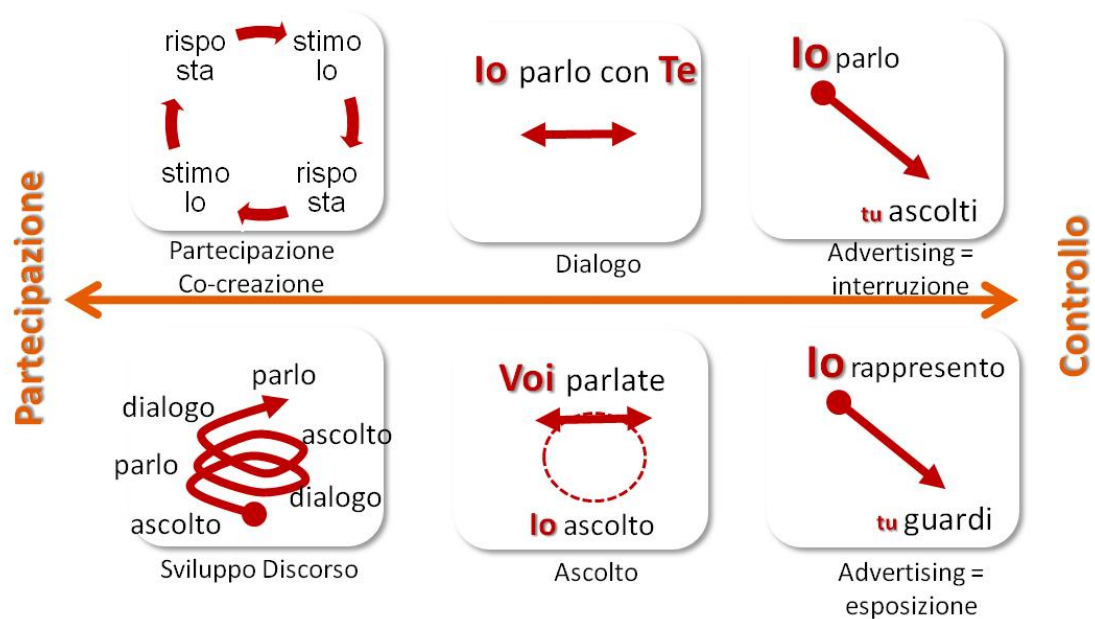 Partecipazione
rispo
sta
stimo
lo
stimo
lo
rispo
sta
Partecipazione
Co-creazione
Io parlo con Te
Dialogo
Io parlo
tu ascolti
Advertising =
interruzione
parlo
dialogo
ascolto
parlo
dialogo
ascolto
Sviluppo Discorso
Voi parlate
Io ascolto
Ascolto
Io rappresento
tu guardi
Advertising =
esposizione
Controllo